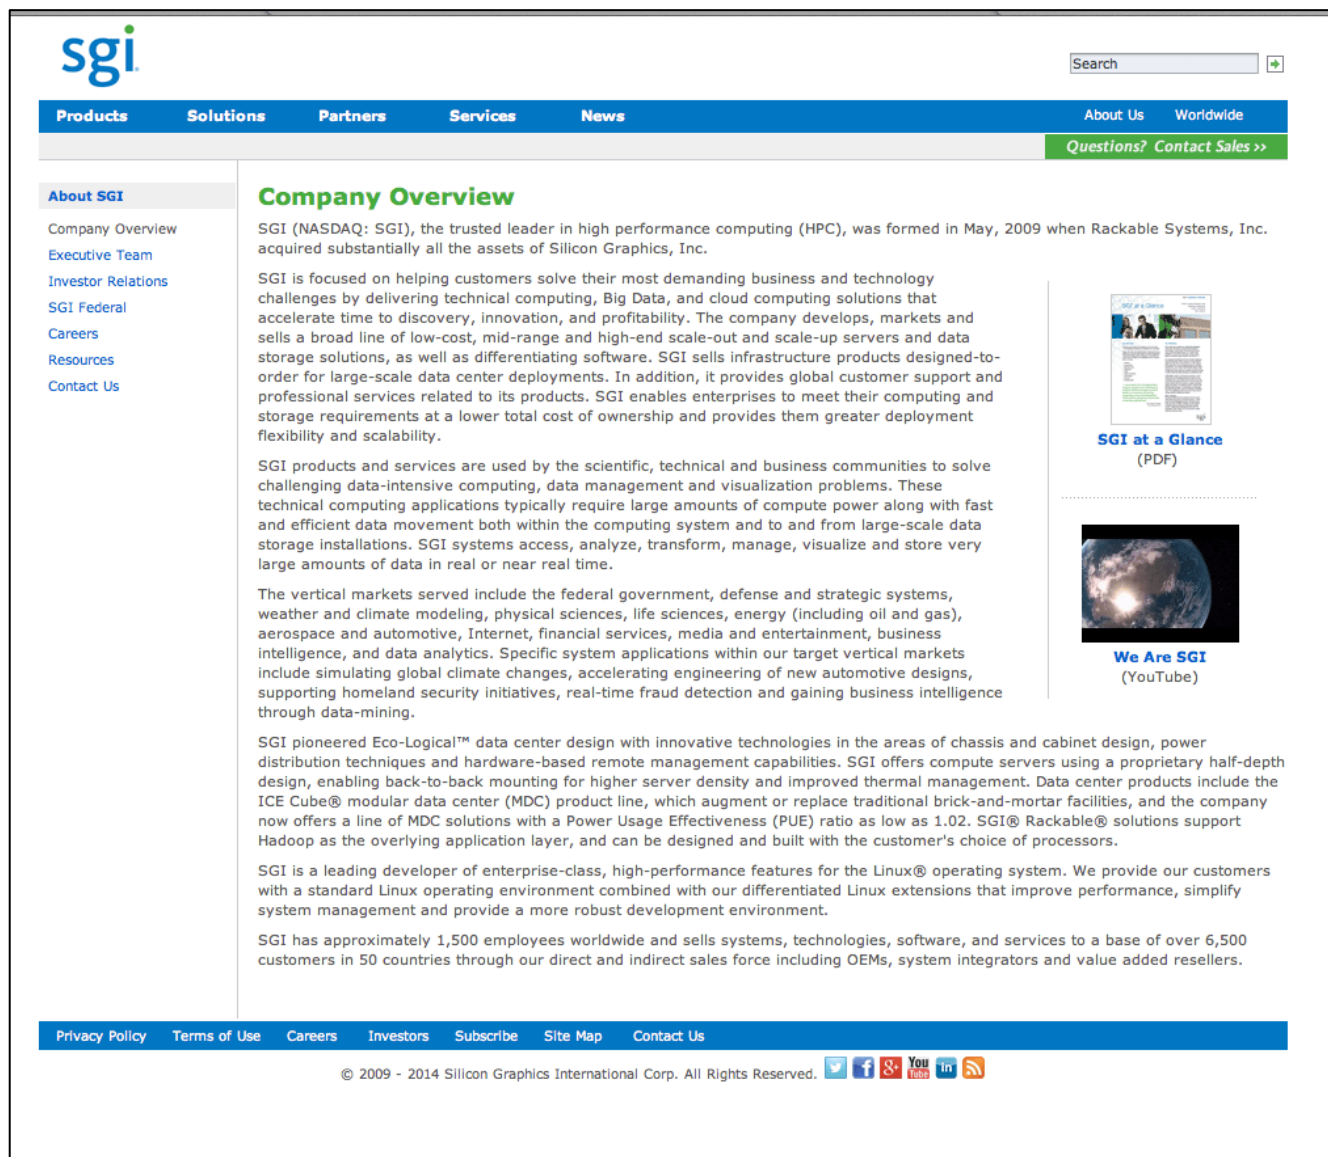 sgi
Search
Products Solutions Partners Services News About Us Worldwide
Questions? Contact Sales >>
About SGI
Company Overview
Executive Team
Investor Relations
SGI Federal
Careers
Resources
Contact Us
Company Overview
SGI (NASDAQ: SGI), the trusted leader in high performance computing (HPC), was formed in May, 2009 when Rackable Systems, Inc.
acquired substantially all the assets of Silicon Graphics, Inc.
SGI is focused on helping customers solve their most demanding business and technology
challenges by delivering technical computing, Big Data, and cloud computing solutions that
accelerate time to discovery, innovation, and profitability. The company develops, markets and
sells a broad line of low-cost, mid-range and high-end scale-out and scale-up servers and data
storage solutions, as well as differentiating software. SGI sells infrastructure products designed-to-
order for large-scale data center deployments. In addition, it provides global customer support and
professional services related to its products. SGI enables enterprises to meet their computing and
storage requirements at a lower total cost of ownership and provides them greater deployment
flexibility and scalability.
SGI products and services are used by the scientific, technical and business communities to solve
challenging data-intensive computing, data management and visualization problems. These
technical computing applications typically require large amounts of compute power along with fast
and efficient data movement both within the computing system and to and from large-scale data
storage installations. SGI systems access, analyze, transform, manage, visualize and store very
large amounts of data in real or near real time.
The vertical markets served include the federal government, defense and strategic systems,
weather and climate modeling, physical sciences, life sciences, energy (including oil and gas),
aerospace and automotive, Internet, financial services, media and entertainment, business
intelligence, and data analytics. Specific system applications within our target vertical markets
include simulating global climate changes, accelerating engineering of new automotive designs,
supporting homeland security initiatives, real-time fraud detection and gaining business intelligence
through data-mining.
SGI at a Glance
SGI at a Glance
(PDF)
We Are SGI
(YouTube)
SGI pioneered Eco-Logical™ data center design with innovative technologies in the areas of chassis and cabinet design, power
distribution techniques and hardware-based remote management capabilities. SGI offers compute servers using a proprietary half-depth
design, enabling back-to-back mounting for higher server density and improved thermal management. Data center products include the
ICE Cube® modular data center (MDC) product line, which augment or replace traditional brick-and-mortar facilities, and the company
now offers a line of MDC solutions with a Power Usage Effectiveness (PUE) ratio as low as 1.02. SGI® Rackable® solutions support
Hadoop as the overlying application layer, and can be designed and built with the customer's choice of processors.
SGI is a leading developer of enterprise-class, high-performance features for the Linux® operating system. We provide our customers
with a standard Linux operating environment combined with our differentiated Linux extensions that improve performance, simplify
system management and provide a more robust development environment.
SGI has approximately 1,500 employees worldwide and sells systems, technologies, software, and services to a base of over 6,500
customers in 50 countries through our direct and indirect sales force including OEMs, system integrators and value added resellers.
Privacy Policy Terms of Use Careers Investors Subscribe Site Map Contact Us
© 2009 - 2014 Silicon Graphics International Corp. All Rights Reserved. You Tube in